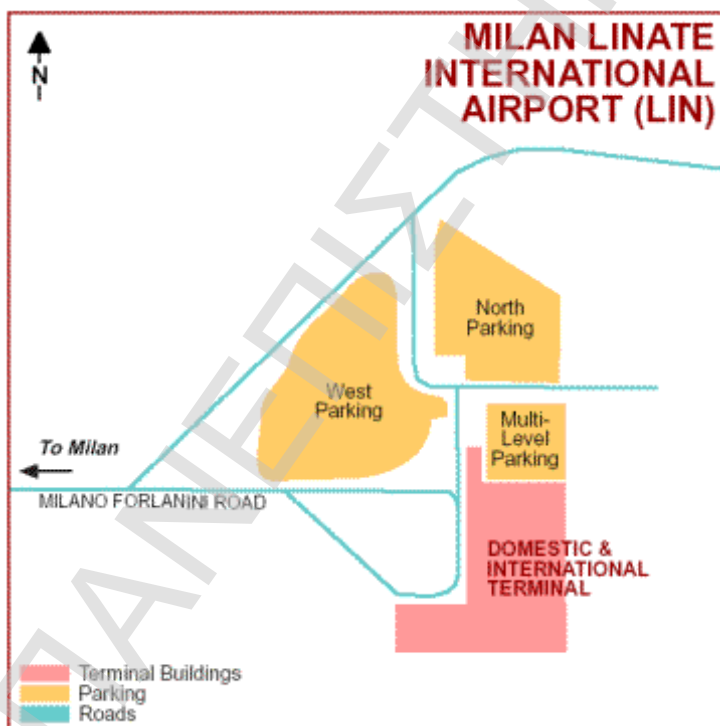 MILAN LINATE
INTERNATIONAL
AIRPORT (LIN)
N
North
Parking
West
Parking
Multi-
Level
Parking
To Milan
MILANO FORLANINI ROAD
DOMESTIC &
INTERNATIONAL
TERMINAL
Terminal Buildings
Parking
Roads